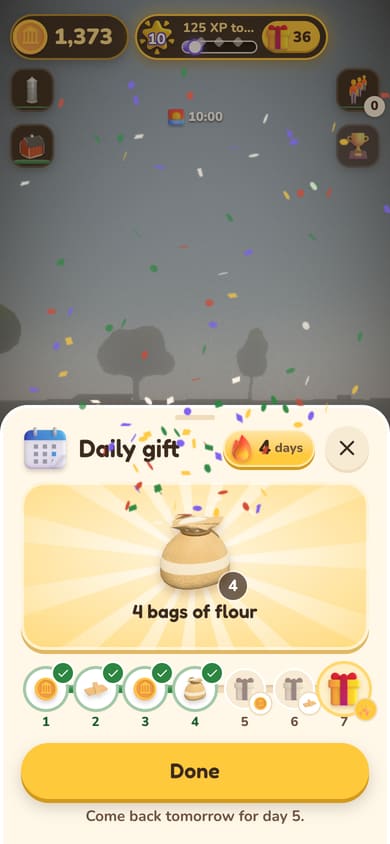 1,373
10
125 XP to...
36
0
10:00
Daily gift
4 days
4
4 bags of flour
1 2 3 4 5 6 7
Done
Come back tomorrow for day 5.